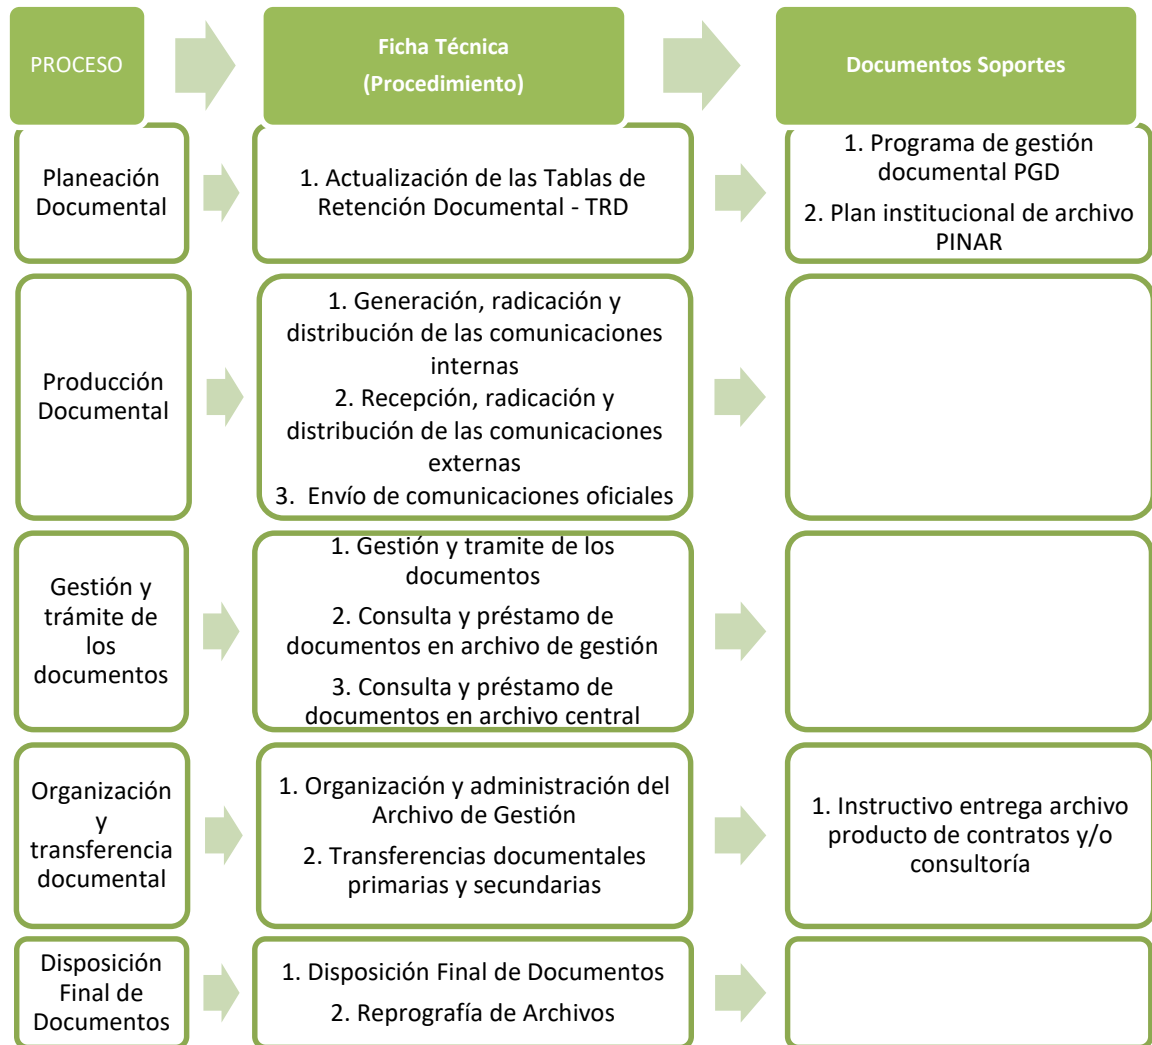 PROCESO
Ficha Técnica
(Procedimiento)
Documentos Soportes
Planeación
Documental
1. Actualización de las Tablas de
Retención Documental - TRD
1. Programa de gestión
documental PGD
2. Plan institucional de archivo
PINAR
Producción
Documental
1. Generación, radicación y
distribución de las comunicaciones
internas
2. Recepción, radicación y
distribución de las comunicaciones
externas
3. Envío de comunicaciones oficiales
Gestión y
trámite de
los
documentos
1. Gestión y tramite de los
documentos
2. Consulta y préstamo de
documentos en archivo de gestión
3. Consulta y préstamo de
documentos en archivo central
Organización
y
transferencia
documental
1. Organización y administración del
Archivo de Gestión
2. Transferencias documentales
primarias y secundarias
1. Instructivo entrega archivo
producto de contratos y/o
consultoría
Disposición
Final de
Documentos
1. Disposición Final de Documentos
2. Reprografía de Archivos